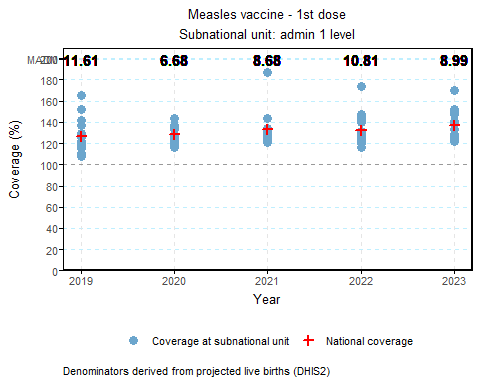 Measles vaccine - 1st dose
Subnational unit: admin 1 level
11.61 6.68 8.68 10.81 8.99
180
160
140
120
100
80
60
40
20
0
Coverage (%)
2019 2020 2021 2022 2023
Year
Coverage at subnational unit National coverage
Denominators derived from projected live births (DHIS2)